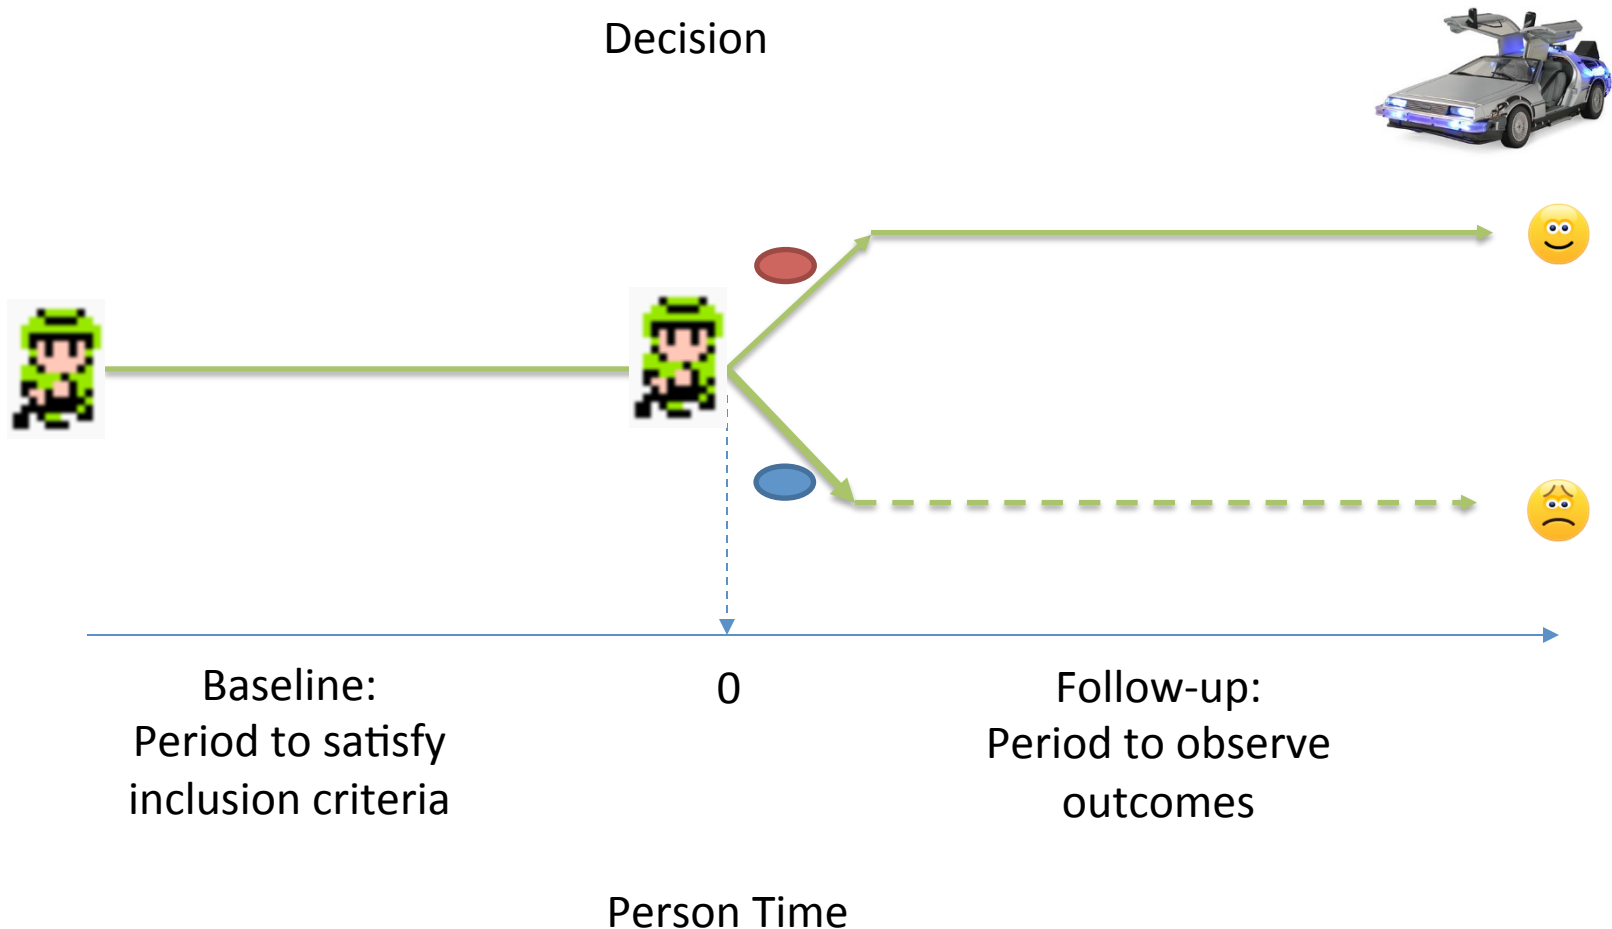 Decision
Baseline:
Period to satisfy
inclusion criteria
0
Follow-up:
Period to observe
outcomes
Person Time